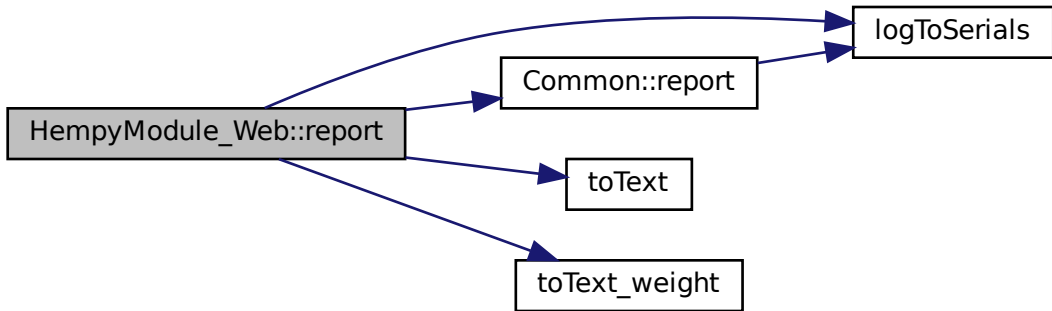 logToSerials
Common::report
HempyModule_Web::report
toText
toText_weight